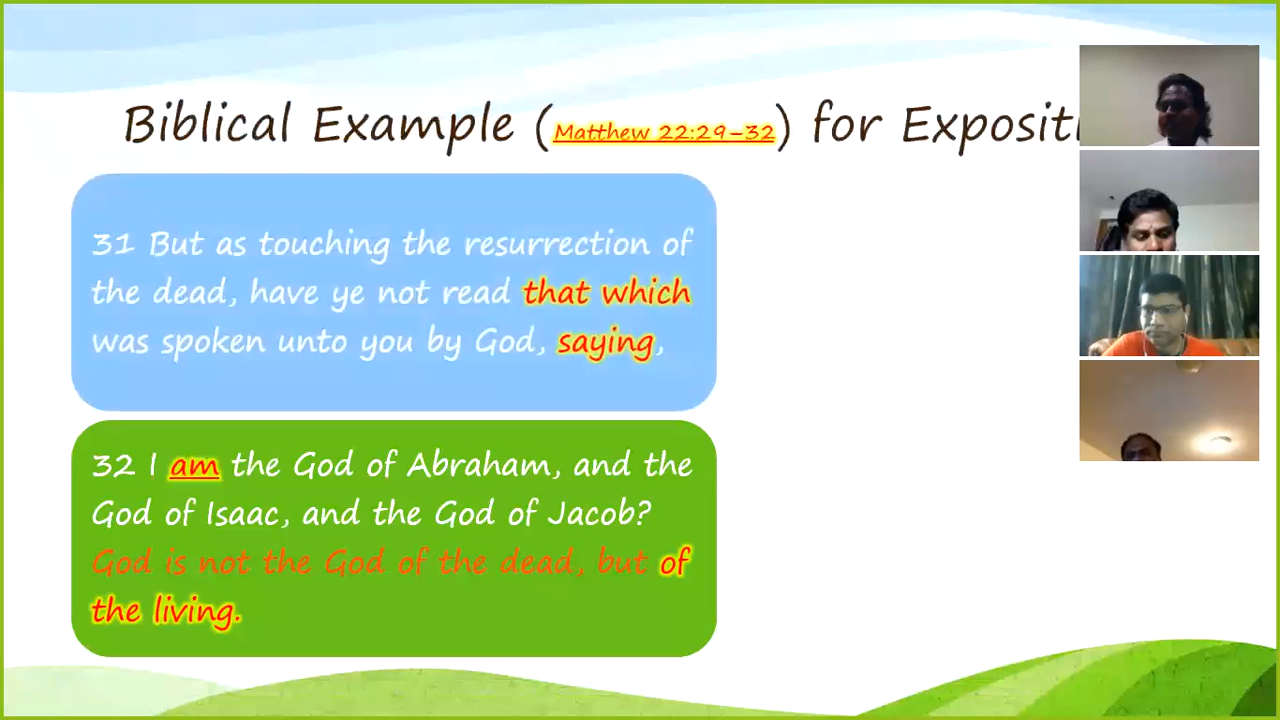 Biblical Example (Matthew 22:29–32) for Expositi
31 But as touching the resurrection of
the dead, have ye not read that which
was spoken unto you by God, saying,
32 I am the God of Abraham, and the
God of Isaac, and the God of Jacob?
God is not the God of the dead, but of
the living.